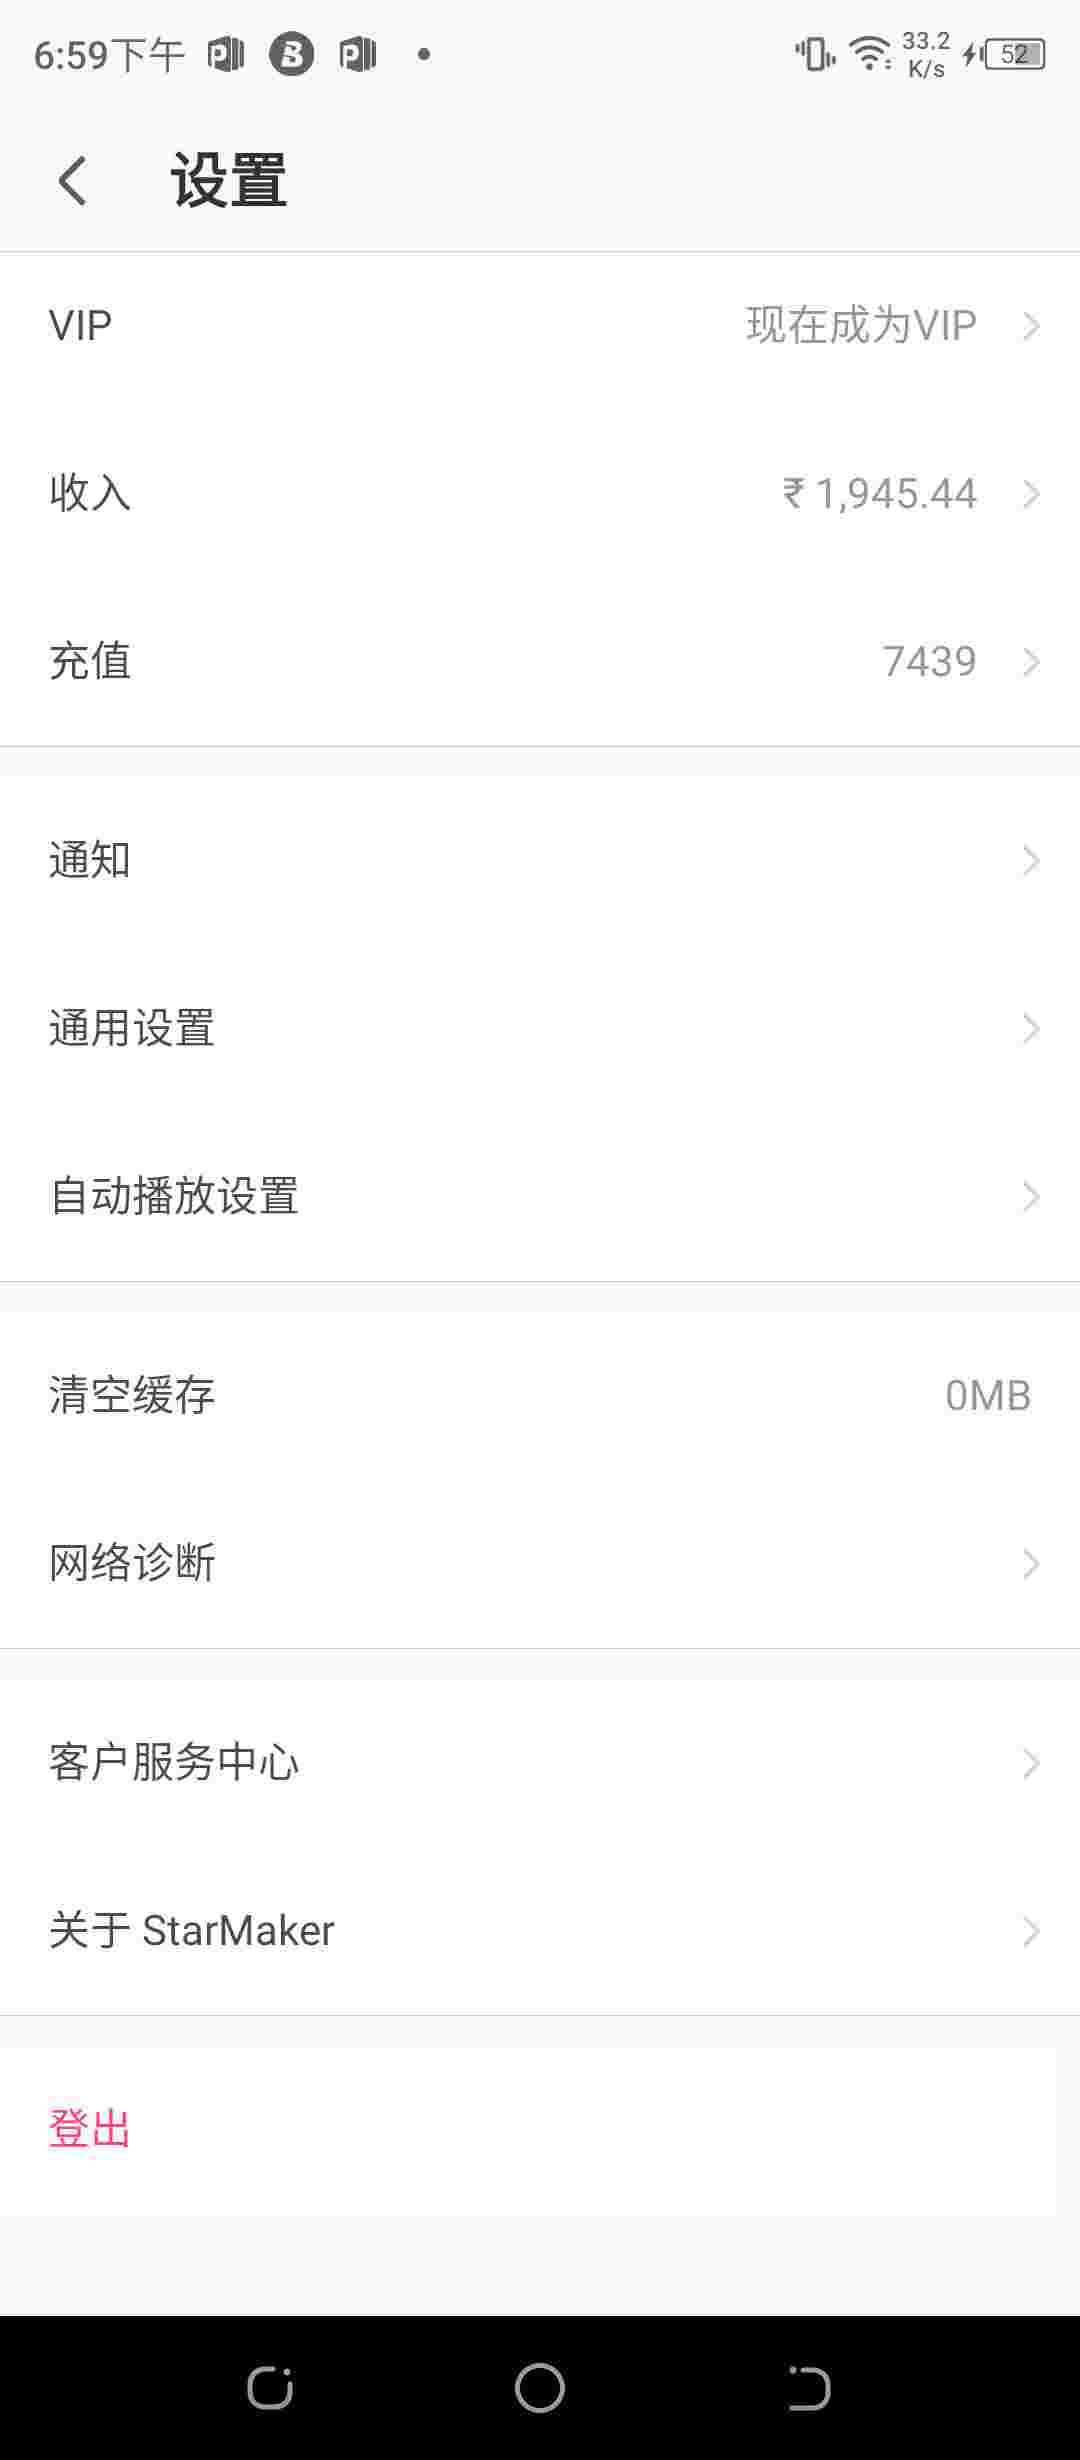 6:59下午
33.2
K/s
52
设置
VIP
现在成为VIP
收入
₹ 1,945.44
充值
7439
通知
通用设置
自动播放设置
清空缓存
0MB
网络诊断
客户服务中心
关于 StarMaker
登出